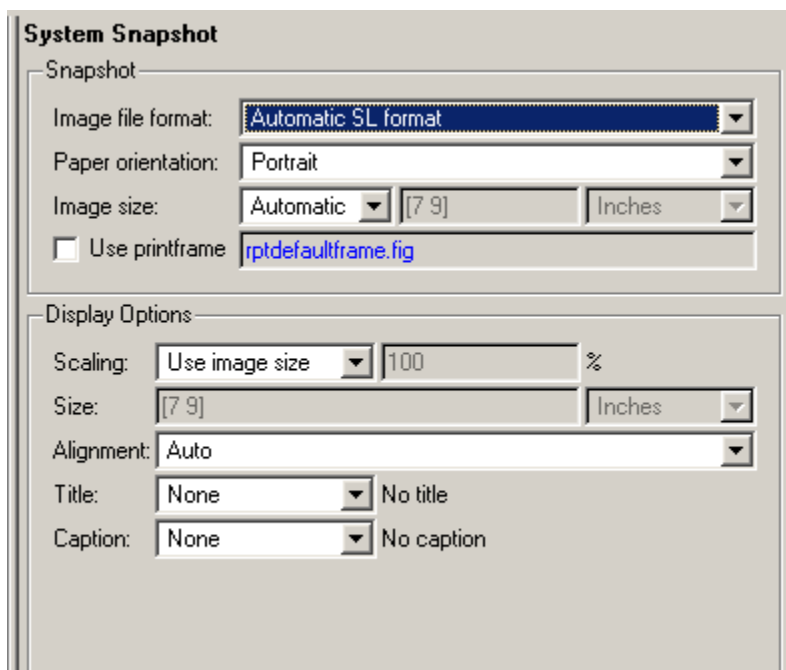 System Snapshot
Snapshot
Image file format: Automatic SL format
Paper orientation: Portrait
Image size: Automatic [7 9] Inches
Use printframe rptdefaultframe.fig
Display Options
Scaling: Use image size 100 %
Size: [7 9] Inches
Alignment: Auto
Title: None No title
Caption: None No caption